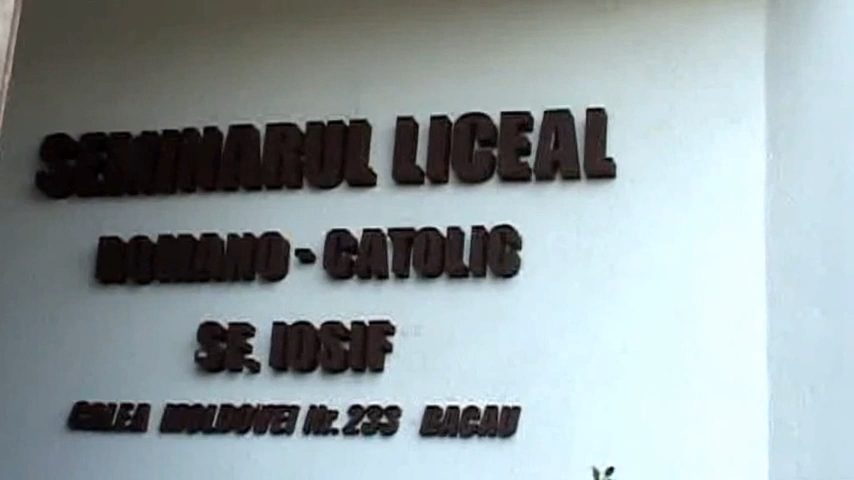 SEMINARUL LICEAL
ROMANO - CATOLIC
SF. IOSIF
CALEA MOLDOVEI Nr. 233 BACAU